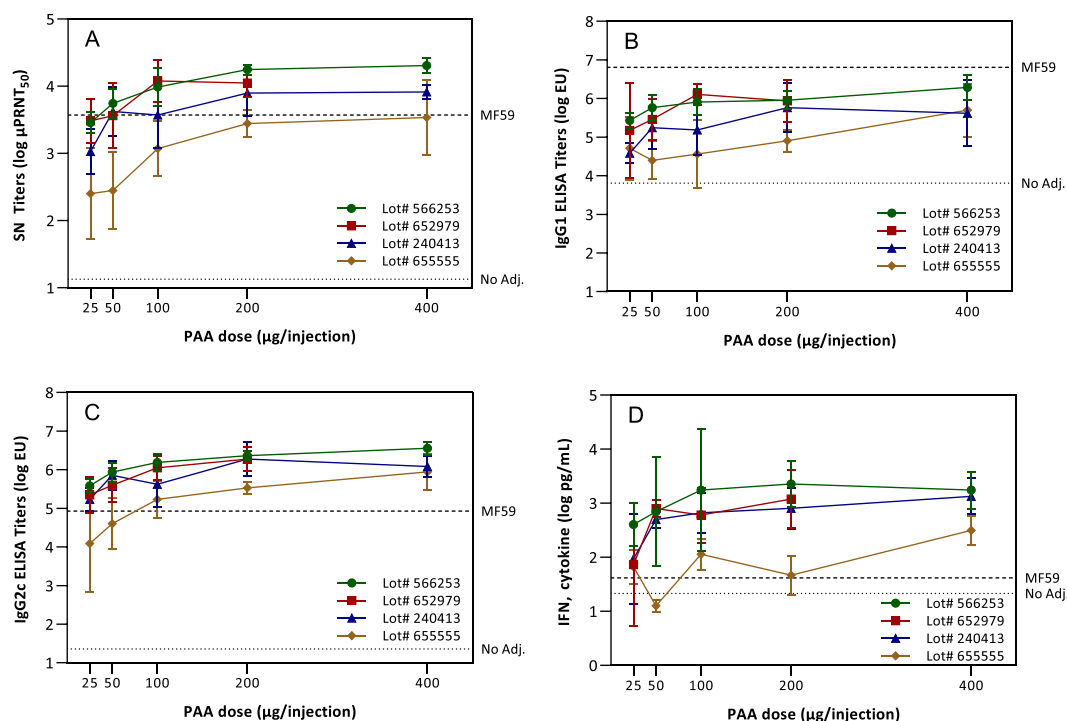 A
SN Titers (log µPRNT50)
5
4
3
2
1
MF59
No Adj.
Lot# 566253
Lot# 652979
Lot# 240413
Lot# 655555
25 50 100 200 400
PAA dose (µg/injection)
B
IgG1 ELISA Titers (log EU)
8
7
6
5
4
3
2
1
MF59
No Adj.
Lot# 566253
Lot# 652979
Lot# 240413
Lot# 655555
25 50 100 200 400
PAA dose (µg/injection)
C
IgG2c ELISA Titers (log EU)
8
7
6
5
4
3
2
1
MF59
No Adj.
Lot# 566253
Lot# 652979
Lot# 240413
Lot# 655555
25 50 100 200 400
PAA dose (µg/injection)
D
IFN, cytokine (log pg/mL)
5
4
3
2
1
0
MF59
No Adj
Lot# 566253
Lot# 652979
Lot# 240413
Lot# 655555
25 50 100 200 400
PAA dose (µg/injection)